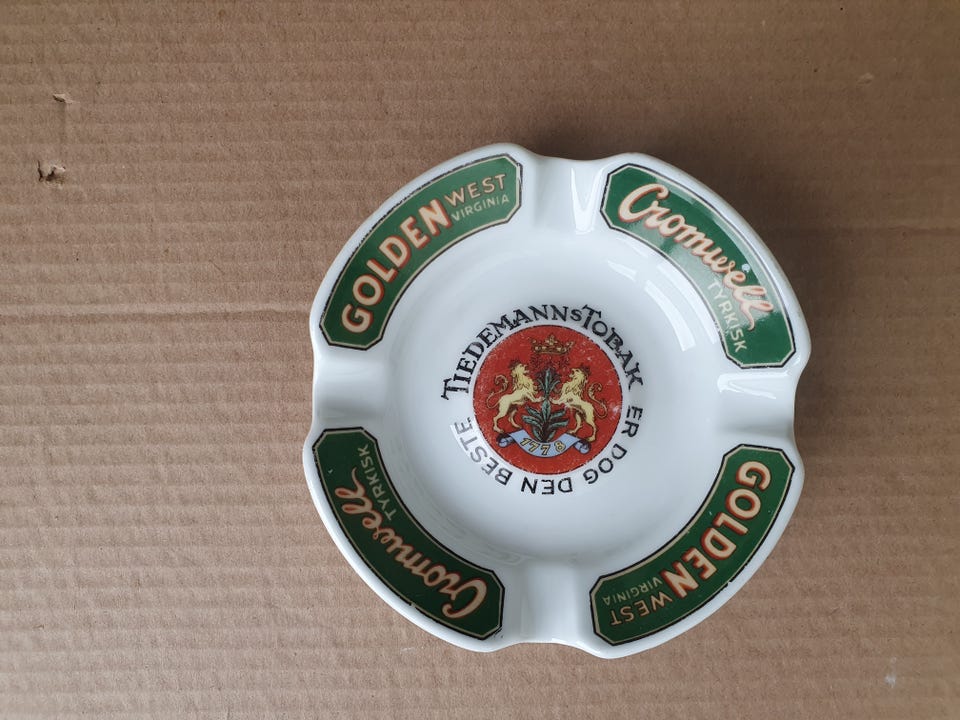 GOLDEN WEST
VIRGINIA
Cromwell
TYRKISK
TIEDEMANNS TOBAK ER DOG DEN BESTE.
1778
Cromwell
TYRKISK
GOLDEN WEST
VIRGINIA